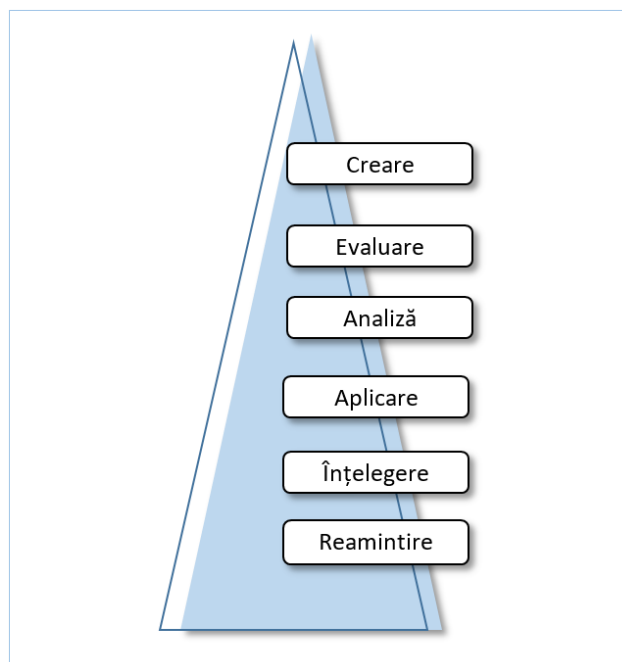 Creare
Evaluare
Analiză
Aplicare
Înțelegere
Reamintire